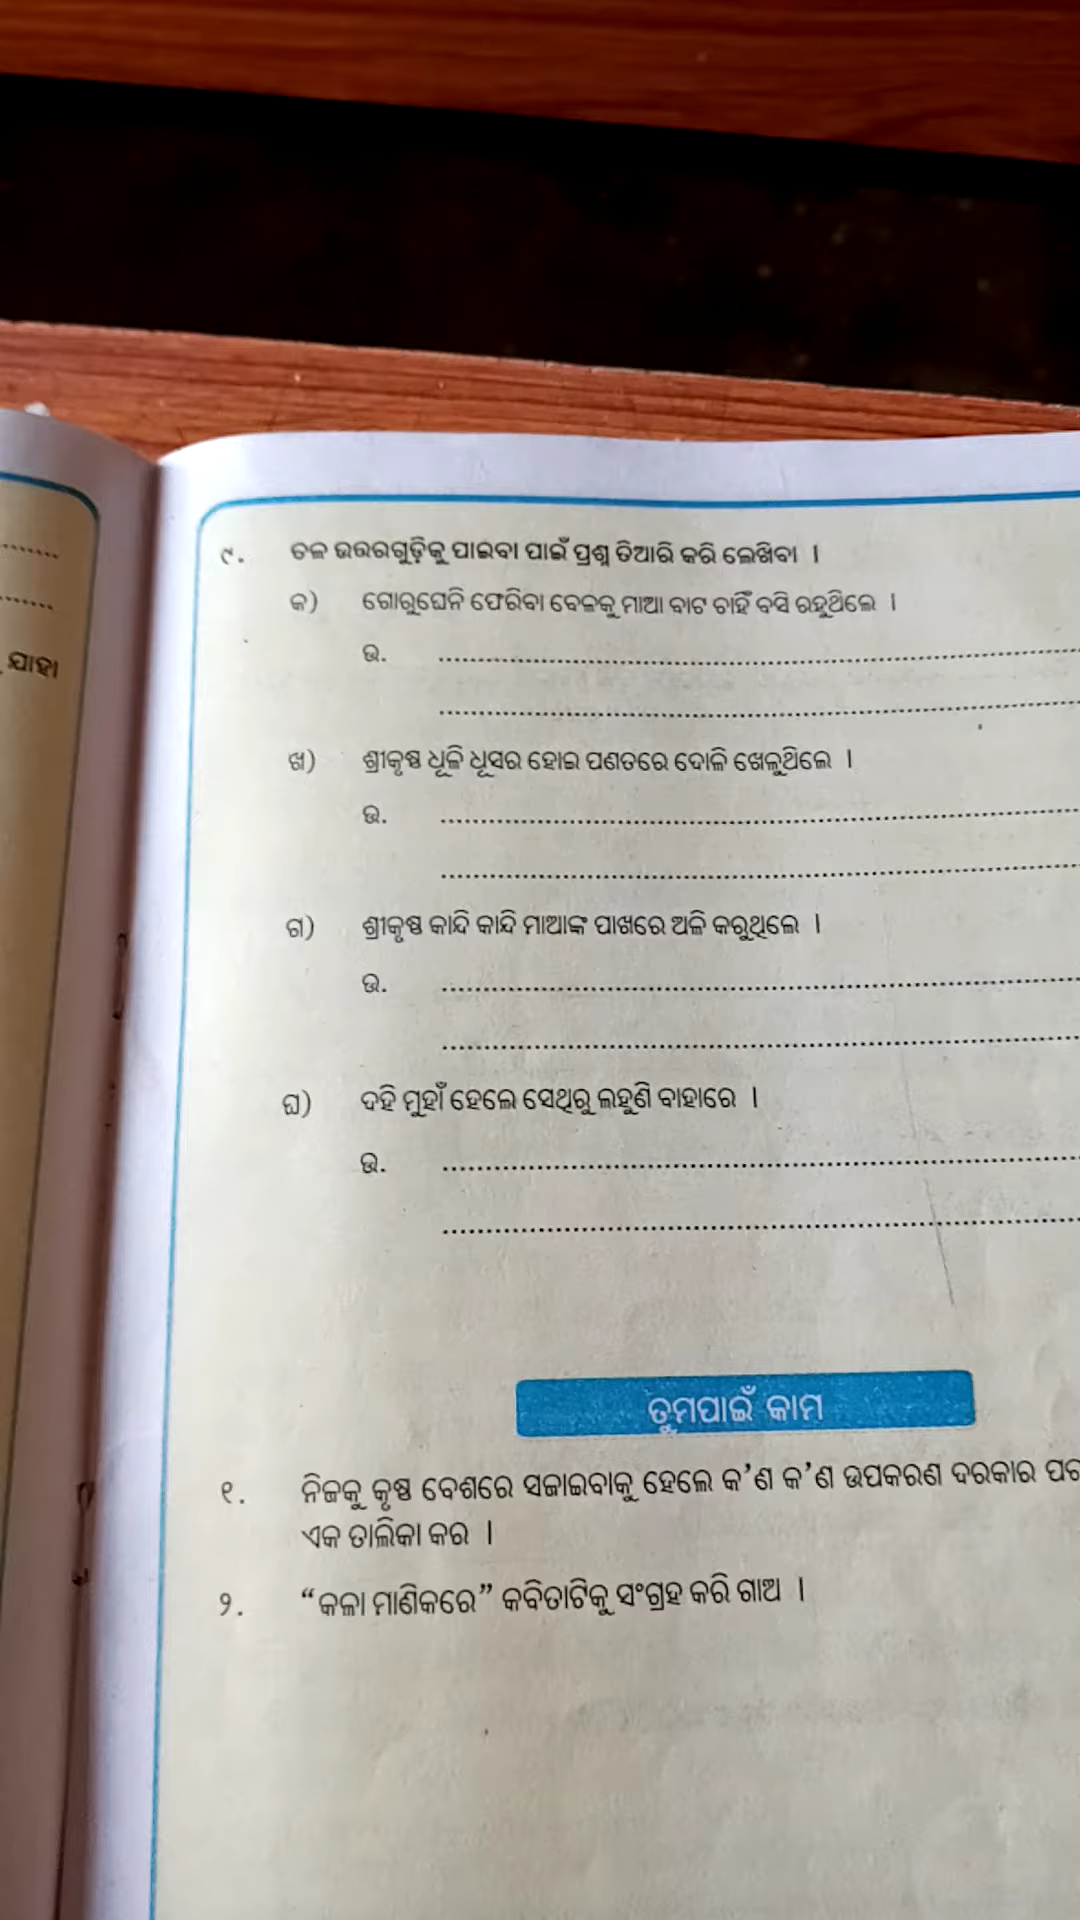 ଯାହା
୯. ତଳ ଉତ୍ତରଗୁଡ଼ିକୁ ପାଇବା ପାଇଁ ପ୍ରଶ୍ନ ତିଆରି କରି ଲେଖିବା ।
କ) ଗୋରୁଘେନି ଫେରିବା ବେଳକୁ ମାଆ ବାଟ ଚାହିଁ ବସି ରହୁଥିଲେ ।
ଉ. ........................................
........................................
ଖ) ଶ୍ରୀକୃଷ୍ଣ ଧୂଳି ଧୂସର ହୋଇ ପଣତରେ ଦୋଳି ଖେଳୁଥିଲେ ।
ଉ. ........................................
........................................
ଗ) ଶ୍ରୀକୃଷ୍ଣ କାନ୍ଦି କାନ୍ଦି ମାଆଙ୍କ ପାଖରେ ଅଳି କରୁଥିଲେ ।
ଉ. ........................................
........................................
ଘ) ଦହି ମୁହାଁ ହେଲେ ସେଥିରୁ ଲହୁଣି ବାହାରେ ।
ଉ. ........................................
........................................
ତୁମପାଇଁ କାମ
୧. ନିଜକୁ କୃଷ୍ଣ ବେଶରେ ସଜାଇବାକୁ ହେଲେ କ'ଣ କ'ଣ ଉପକରଣ ଦରକାର
ଏକ ତାଲିକା କର ।
୨. “କଳା ମାଣିକରେ” କବିତାଟିକୁ ସଂଗ୍ରହ କରି ଗାଅ ।